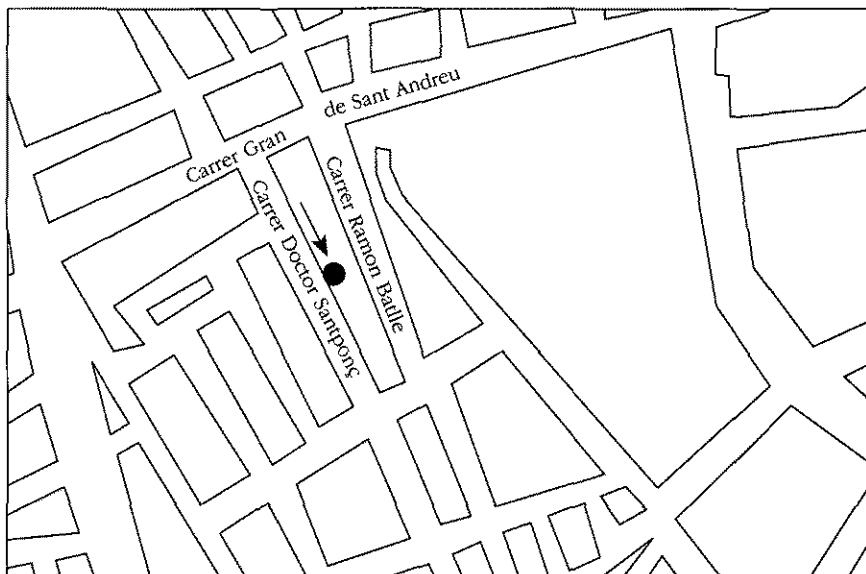 Carrer Gran de Sant Andreu
Carrer Ramon Batlle
Carrer Doctor Santponç